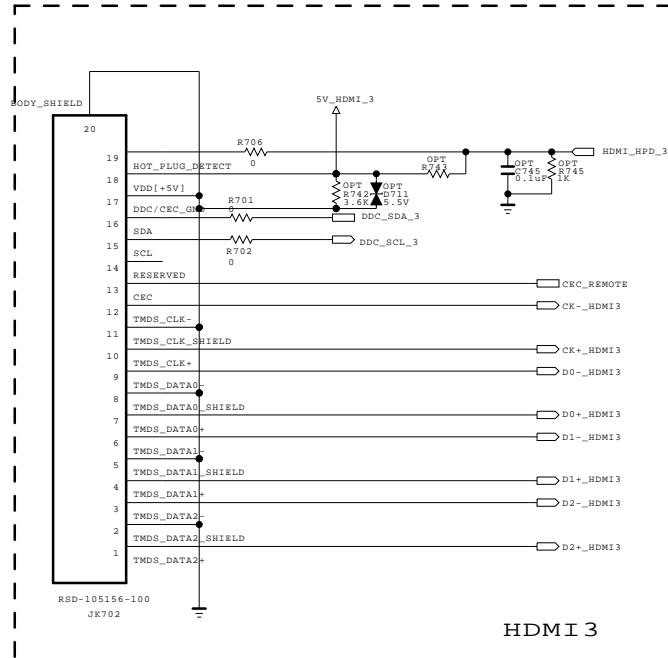 BODY_SHIELD
20
5V_HDMI_3
19
R706
0
HDMI_HPD_3
HOT_PLUG_DETECT
18
OPT
R743
OPT
C745
0.1uF
OPT
R745
1K
VDD[+5V]
17
OPT
R742
3.6K
OPT
D711
5.5V
DDC/CEC_GND
16
R701
0
DDC_SDA_3
SDA
15
R702
0
DDC_SCL_3
SCL
14
RESERVED
13
CEC_REMOTE
CEC
12
CK-_HDMI3
TMDS_CLK-
11
TMDS_CLK_SHIELD
10
CK+_HDMI3
TMDS_CLK+
9
D0-_HDMI3
TMDS_DATA0-
8
TMDS_DATA0_SHIELD
7
D0+_HDMI3
TMDS_DATA0+
6
D1-_HDMI3
TMDS_DATA1-
5
TMDS_DATA1_SHIELD
4
D1+_HDMI3
TMDS_DATA1+
3
D2-_HDMI3
TMDS_DATA2-
2
TMDS_DATA2_SHIELD
1
D2+_HDMI3
TMDS_DATA2+
RSD-105156-100
JK702
HDMI3